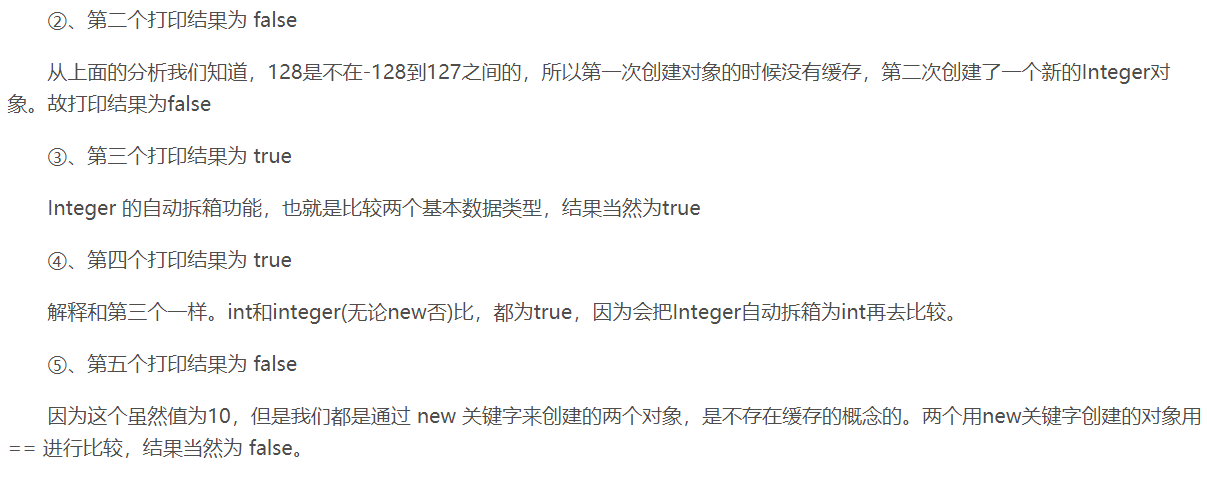 ②、第二个打印结果为 false
从上面的分析我们知道，128是不在-128到127之间的，所以第一次创建对象的时候没有缓存，第二次创建了一个新的Integer对
象。故打印结果为false
③、第三个打印结果为 true
Integer 的自动拆箱功能，也就是比较两个基本数据类型，结果当然为true
④、第四个打印结果为 true
解释和第三个一样。int和integer(无论new否)比，都为true，因为会把Integer自动拆箱为int再去比较。
⑤、第五个打印结果为 false
因为这个虽然值为10，但是我们都是通过 new 关键字来创建的两个对象，是不存在缓存的概念的。两个用new关键字创建的对象用
== 进行比较，结果当然为 false。